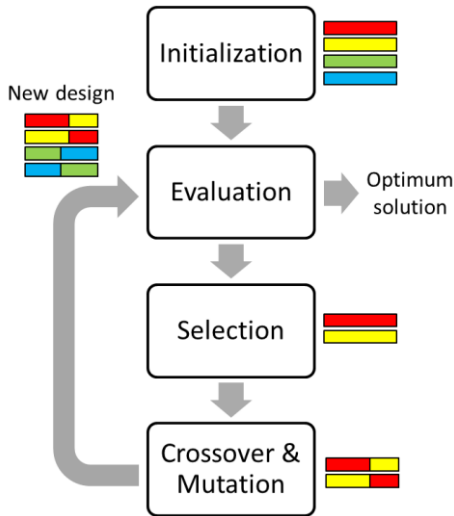 Initialization
New design
Evaluation
Optimum
solution
Selection
Crossover &
Mutation